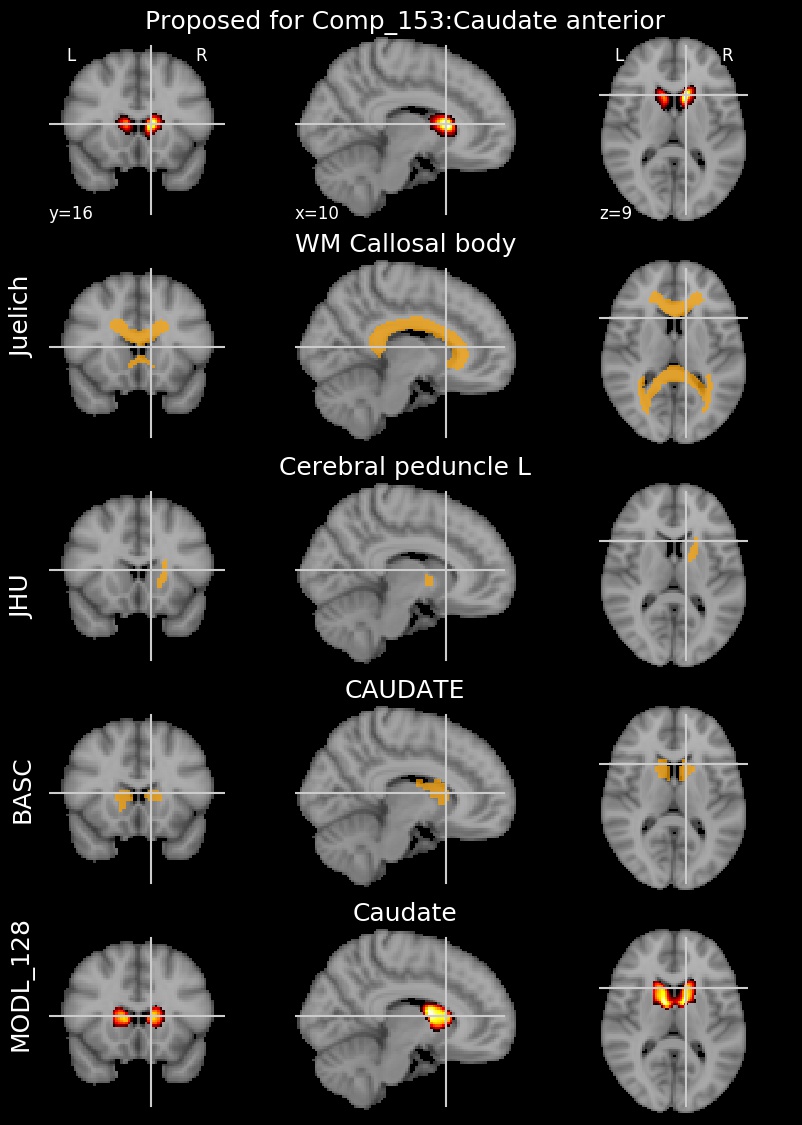 Proposed for Comp_153:Caudate anterior
L R L R
y=16 x=10 z=9
WM Callosal body
Juelich
Cerebral peduncle L
JHU
CAUDATE
BASC
Caudate
MODL_128